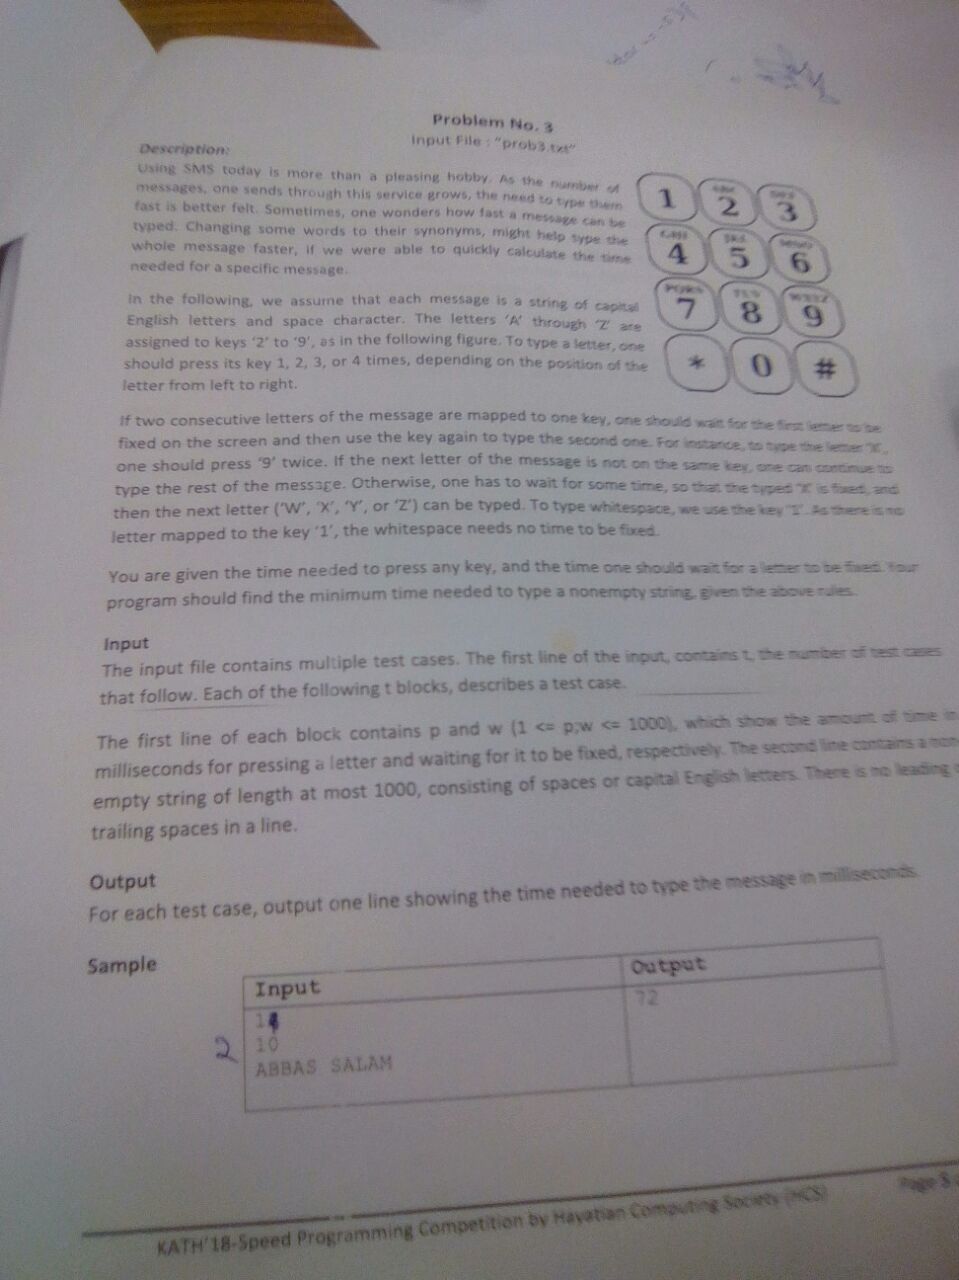 Problem No. 3
Input File : "prob3.txt"
Description:
Using SMS today is more than a pleasing hobby. As the number of
messages, one sends through this service grows, the need to type them
fast is better felt. Sometimes, one wonders how fast a message can be
typed. Changing some words to their synonyms, might help type the
whole message faster, if we were able to quickly calculate the time
needed for a specific message.
1 2 3
4 5 6
7 8 9
* 0 #
In the following, we assume that each message is a string of capital
English letters and space character. The letters 'A' through 'Z' are
assigned to keys '2' to '9', as in the following figure. To type a letter, one
should press its key 1, 2, 3, or 4 times, depending on the position of the
letter from left to right.
If two consecutive letters of the message are mapped to one key, one should wait for the first letter to be
fixed on the screen and then use the key again to type the second one. For instance, to type the letter 'X',
one should press '9' twice. If the next letter of the message is not on the same key, one can continue to
type the rest of the message. Otherwise, one has to wait for some time, so that the typed 'X' is fixed, and
then the next letter ('W', 'X', 'Y', or 'Z') can be typed. To type whitespace, we use the key '1'. As there is no
letter mapped to the key '1', the whitespace needs no time to be fixed.
You are given the time needed to press any key, and the time one should wait for a letter to be fixed. Your
program should find the minimum time needed to type a nonempty string, given the above rules.
Input
The input file contains multiple test cases. The first line of the input, contains t, the number of test cases
that follow. Each of the following t blocks, describes a test case.
The first line of each block contains p and w (1 <= p;w <= 1000), which show the amount of time in
milliseconds for pressing a letter and waiting for it to be fixed, respectively. The second line contains a non-
empty string of length at most 1000, consisting of spaces or capital English letters. There is no leading
trailing spaces in a line.
Output
For each test case, output one line showing the time needed to type the message in milliseconds.
Sample
Input Output
1 72
2 10
ABBAS SALAM
KATH'18-Speed Programming Competition by Hayatian Computing Society (HCS)
Page